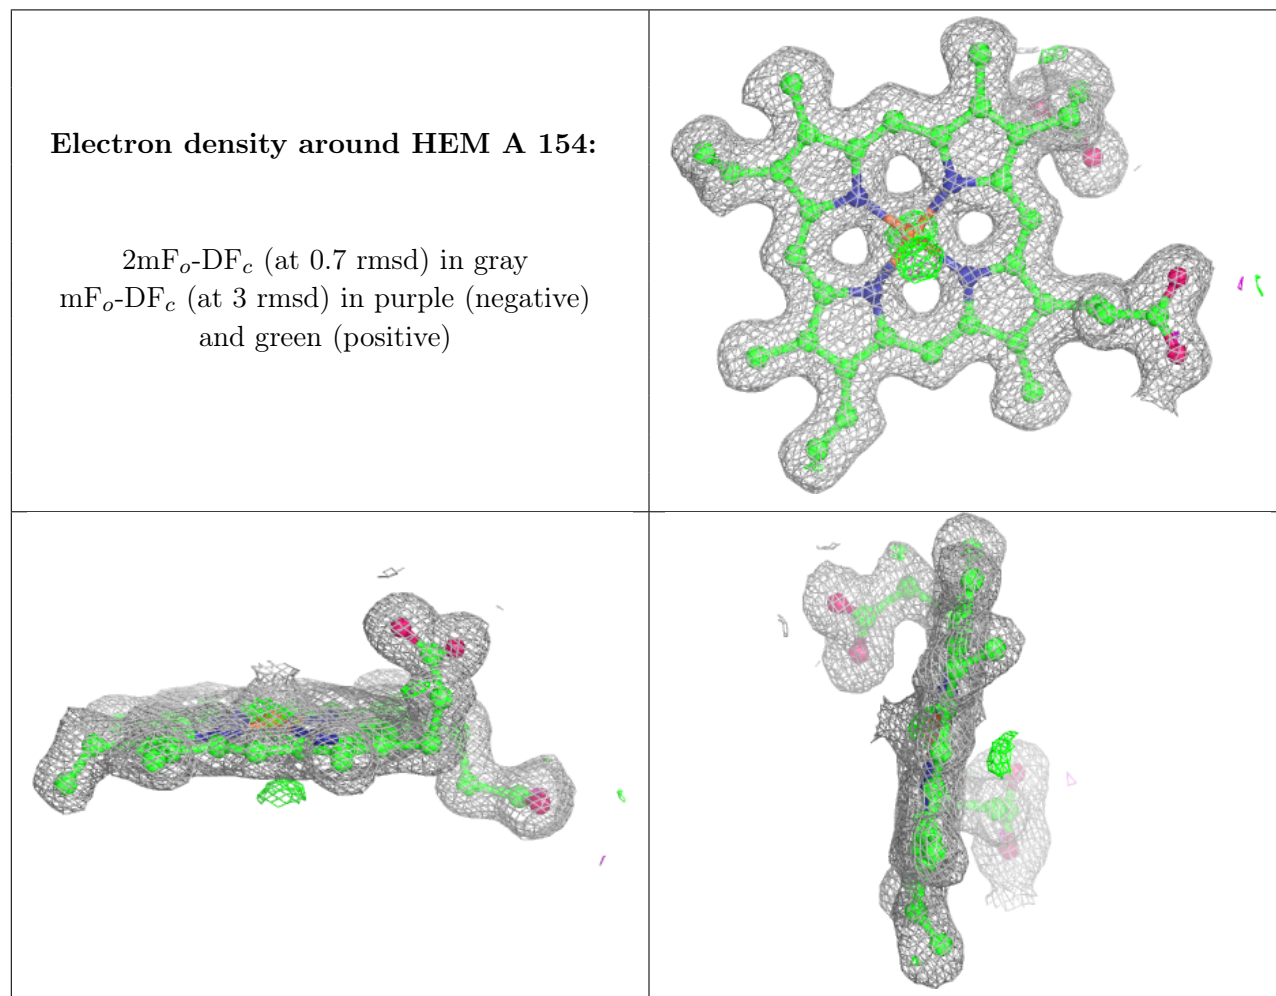 Electron density around HEM A 154:
2mFo-DFc (at 0.7 rmsd) in gray
mFo-DFc (at 3 rmsd) in purple (negative)
and green (positive)